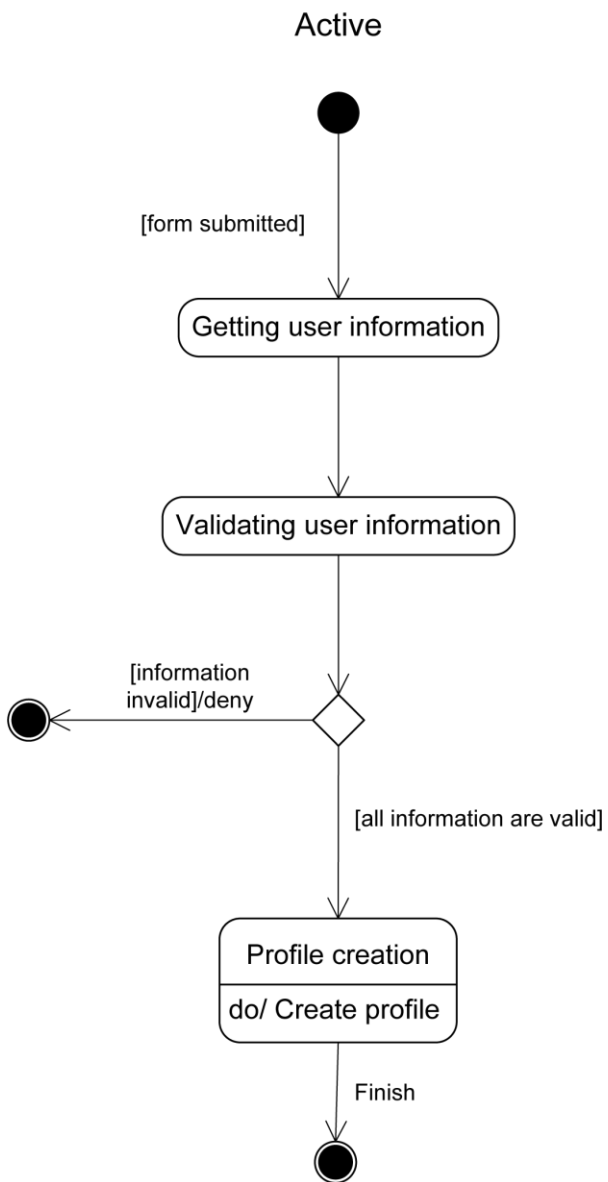 Active
[form submitted]
Getting user information
Validating user information
[information
invalid]/deny
[all information are valid]
Profile creation
do/ Create profile
Finish